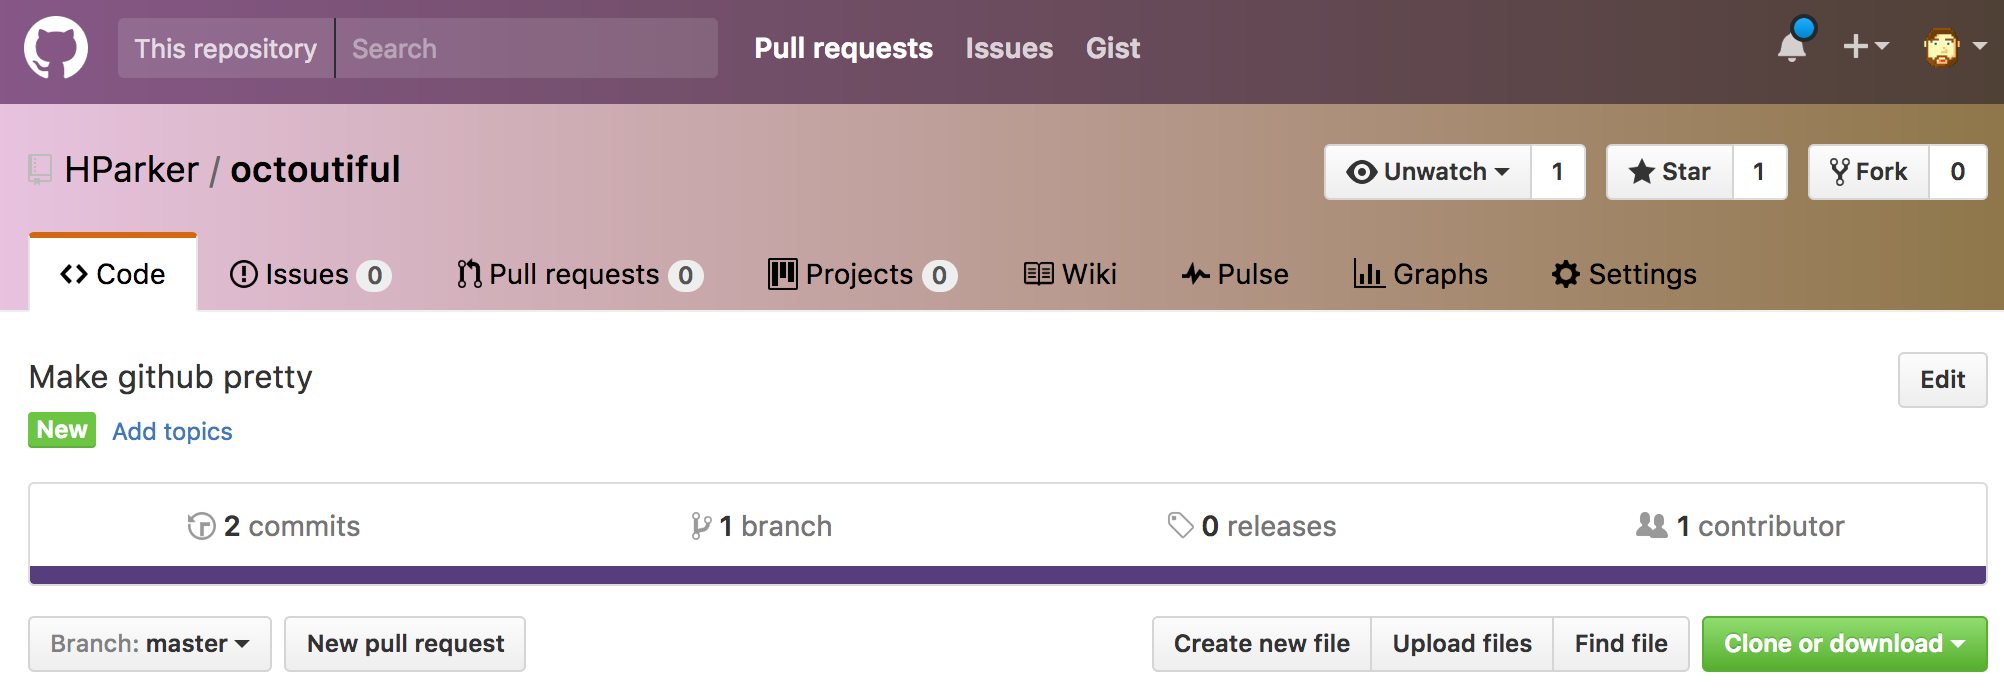 This repository Search Pull requests Issues Gist
HParker / octoutiful Unwatch 1 Star 1 Fork 0
Code Issues 0 Pull requests 0 Projects 0 Wiki Pulse Graphs Settings
Make github pretty Edit
New Add topics
2 commits 1 branch 0 releases 1 contributor
Branch: master New pull request Create new file Upload files Find file Clone or download